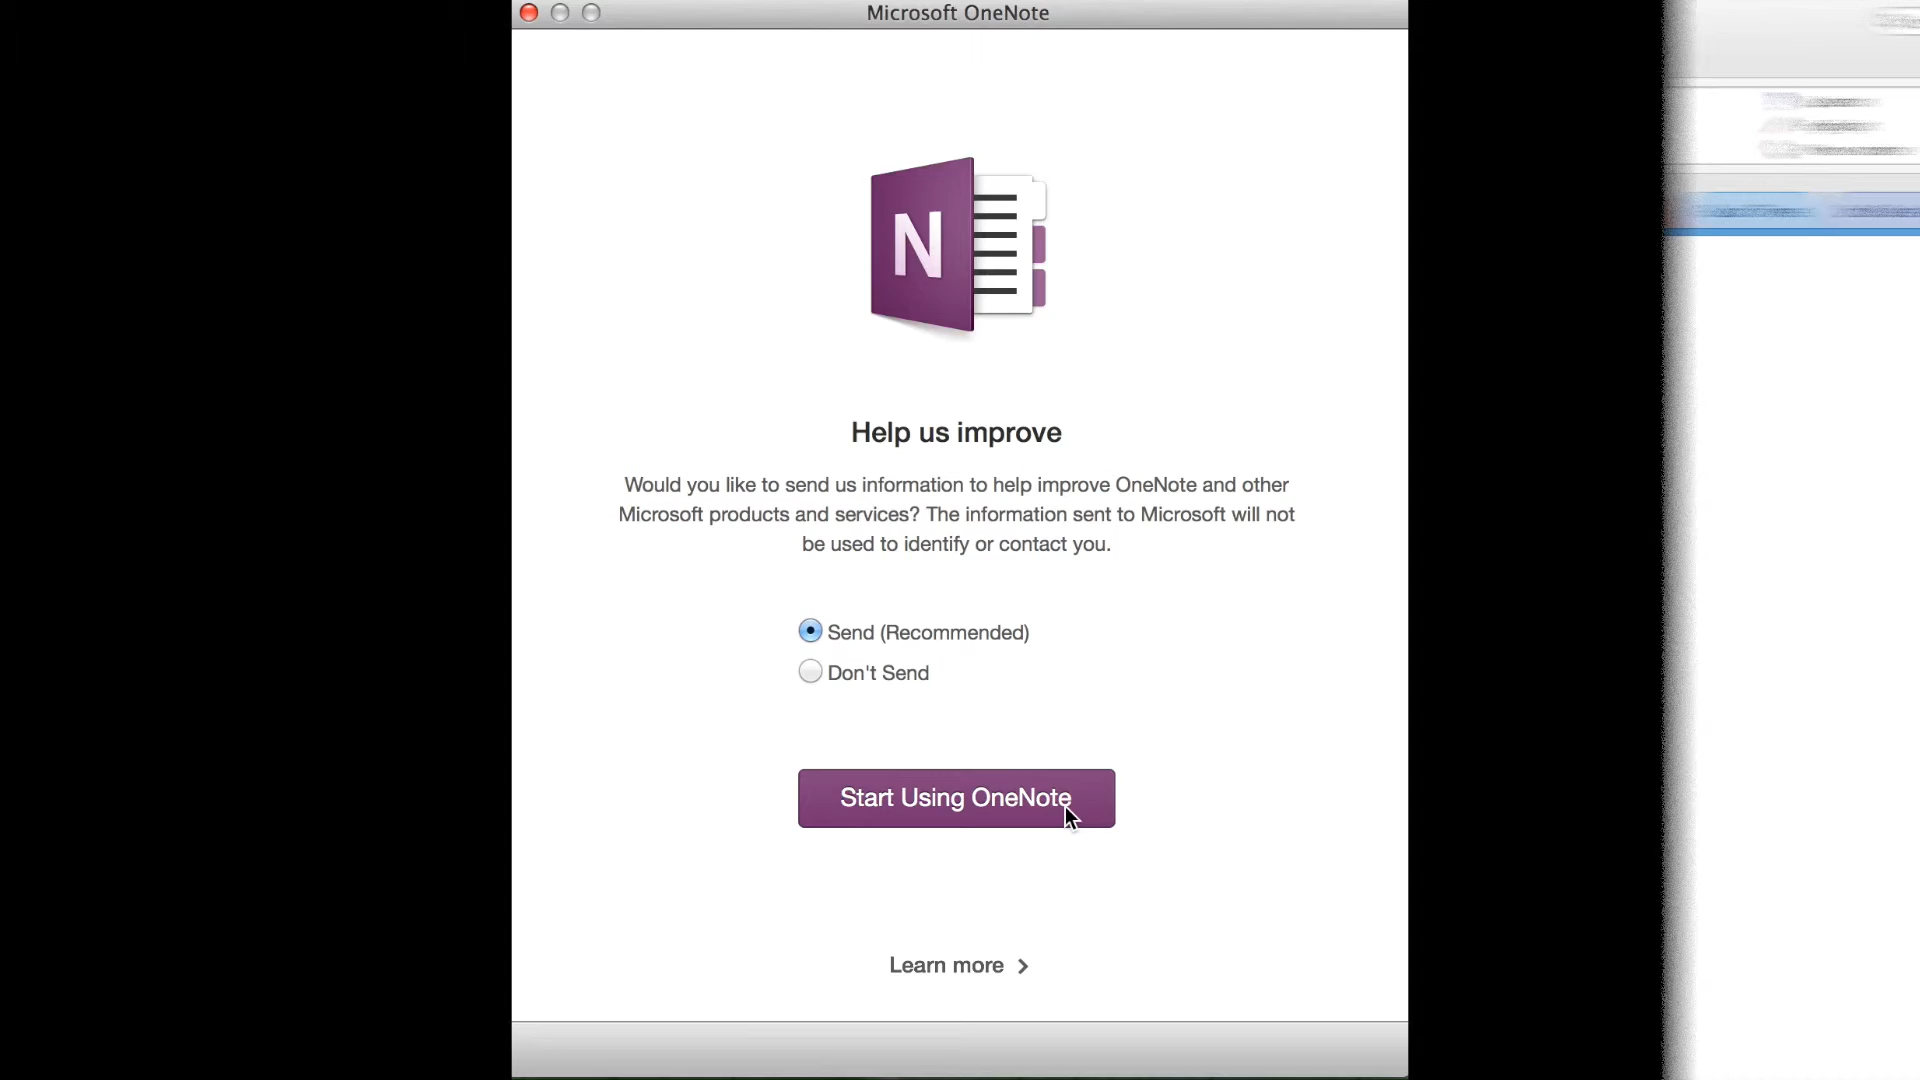 Microsoft OneNote
N
Help us improve
Would you like to send us information to help improve OneNote and other
Microsoft products and services? The information sent to Microsoft will not
be used to identify or contact you.
Send (Recommended)
Don't Send
Start Using OneNote
Learn more